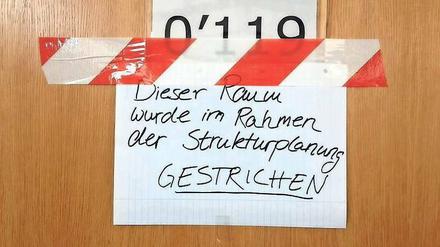 0'119
Dieser Raum
wurde im Rahmen
der Strukturplanung
GESTRICHEN